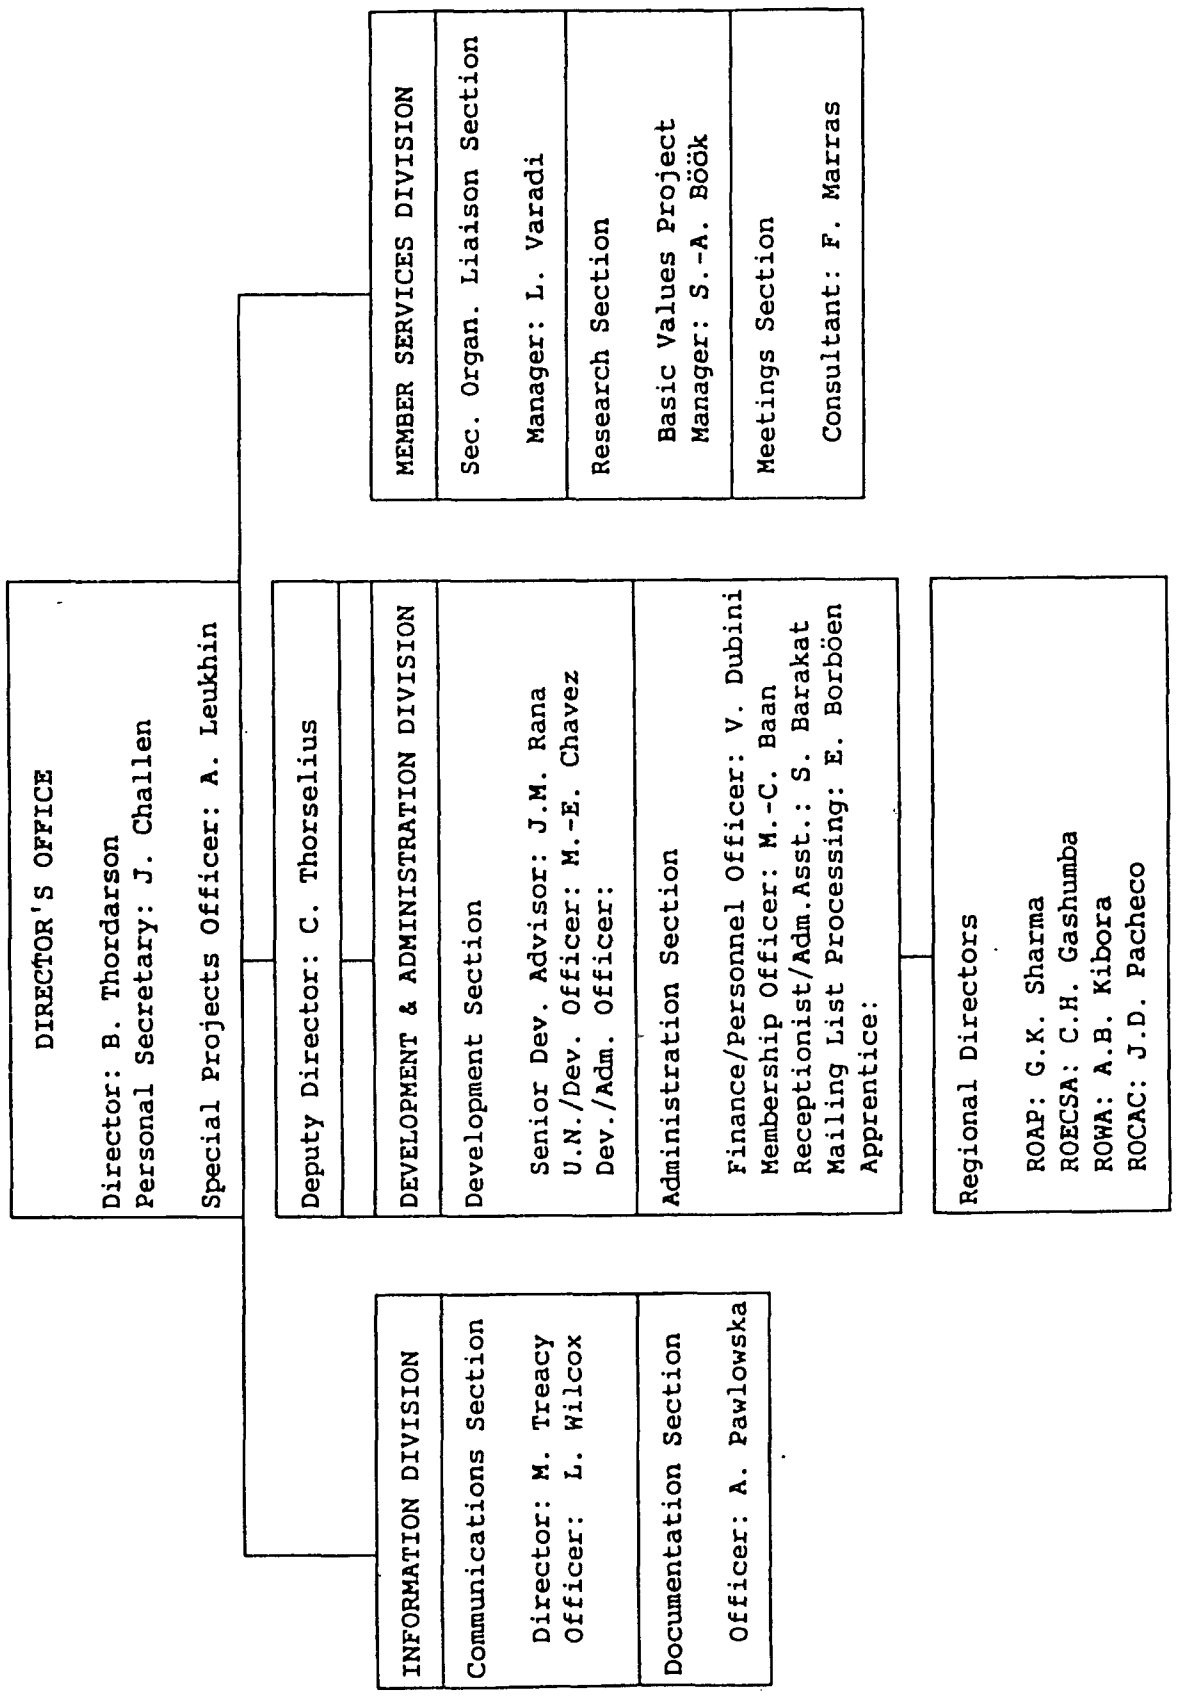 DIRECTOR'S OFFICE
Director: B. Thordarson
Personal Secretary: J. Challen
Special Projects Officer: A. Leukhin
Deputy Director: C. Thorselius
INFORMATION DIVISION
Communications Section
Director: M. Treacy
Officer: L. Wilcox
Documentation Section
Officer: A. Pawlowska
DEVELOPMENT & ADMINISTRATION DIVISION
Development Section
Senior Dev. Advisor: J.M. Rana
U.N./Dev. Officer: M.-E. Chavez
Dev./Adm. Officer:
Administration Section
Finance/Personnel Officer: V. Dubini
Membership Officer: M.-C. Baan
Receptionist/Adm.Asst.: S. Barakat
Mailing List Processing: E. Borböen
Apprentice:
Regional Directors
ROAP: G.K. Sharma
ROECSA: C.H. Gashumba
ROWA: A.B. Kibora
ROCAC: J.D. Pacheco
MEMBER SERVICES DIVISION
Sec. Organ. Liaison Section
Manager: L. Varadi
Research Section
Basic Values Project
Manager: S.-A. Böök
Meetings Section
Consultant: F. Marras